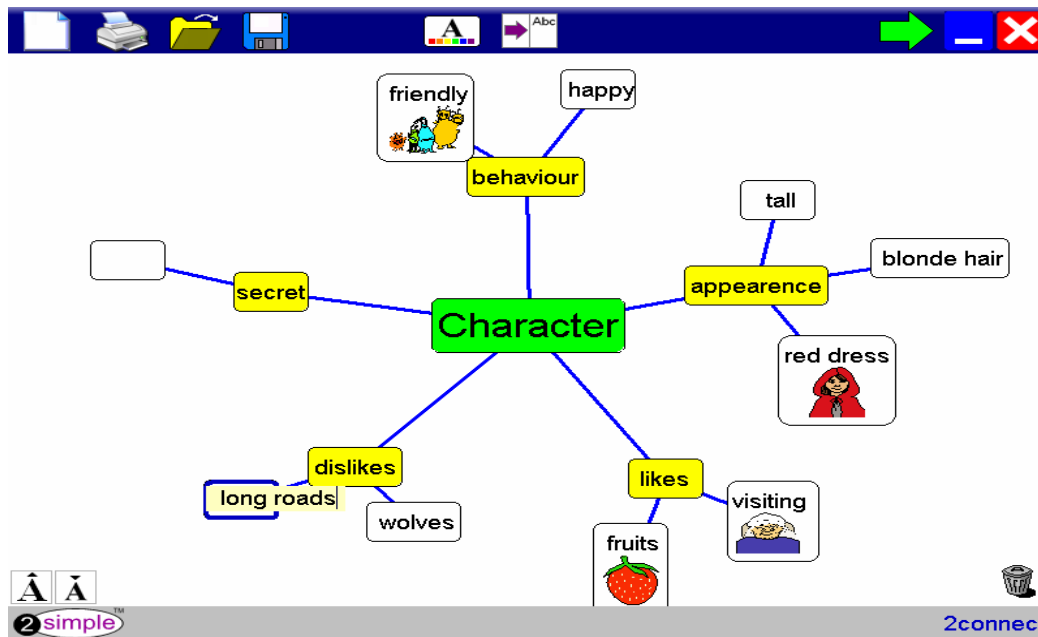 A
Abc
friendly
happy
behaviour
tall
blonde hair
secret
appearence
Character
red dress
dislikes
likes
long roads
visiting
wolves
fruits
A A
2simple™
2connec